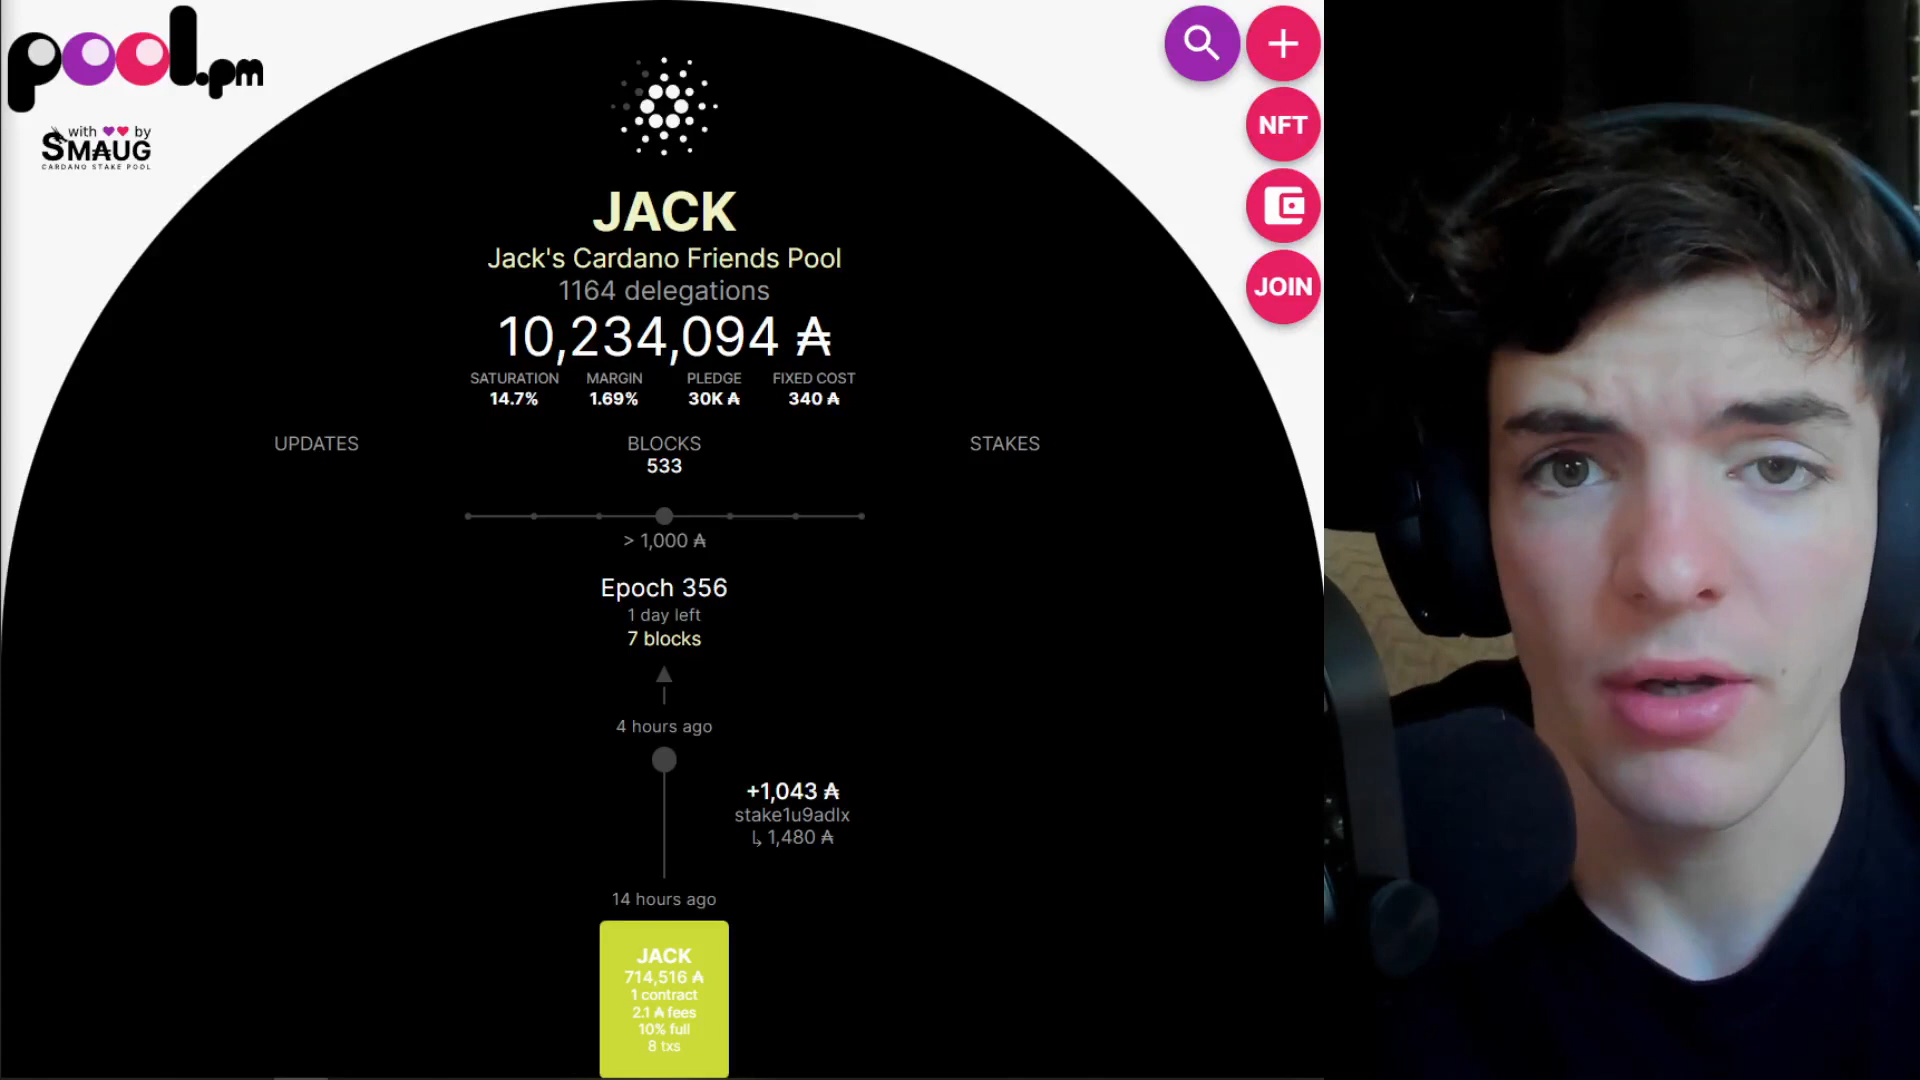 pool.pm
with by
SMAUG
CARDANO STAKE POOL
NFT
JOIN
JACK
Jack's Cardano Friends Pool
1164 delegations
10,234,094 ₳
SATURATION MARGIN PLEDGE FIXED COST
14.7% 1.69% 30K ₳ 340 ₳
UPDATES BLOCKS STAKES
533
> 1,000 ₳
Epoch 356
1 day left
7 blocks
4 hours ago
+1,043 ₳
stake1u9adlx
↳ 1,480 ₳
14 hours ago
JACK
714,516 ₳
1 contract
2.1 ₳ fees
10% full
8 txs